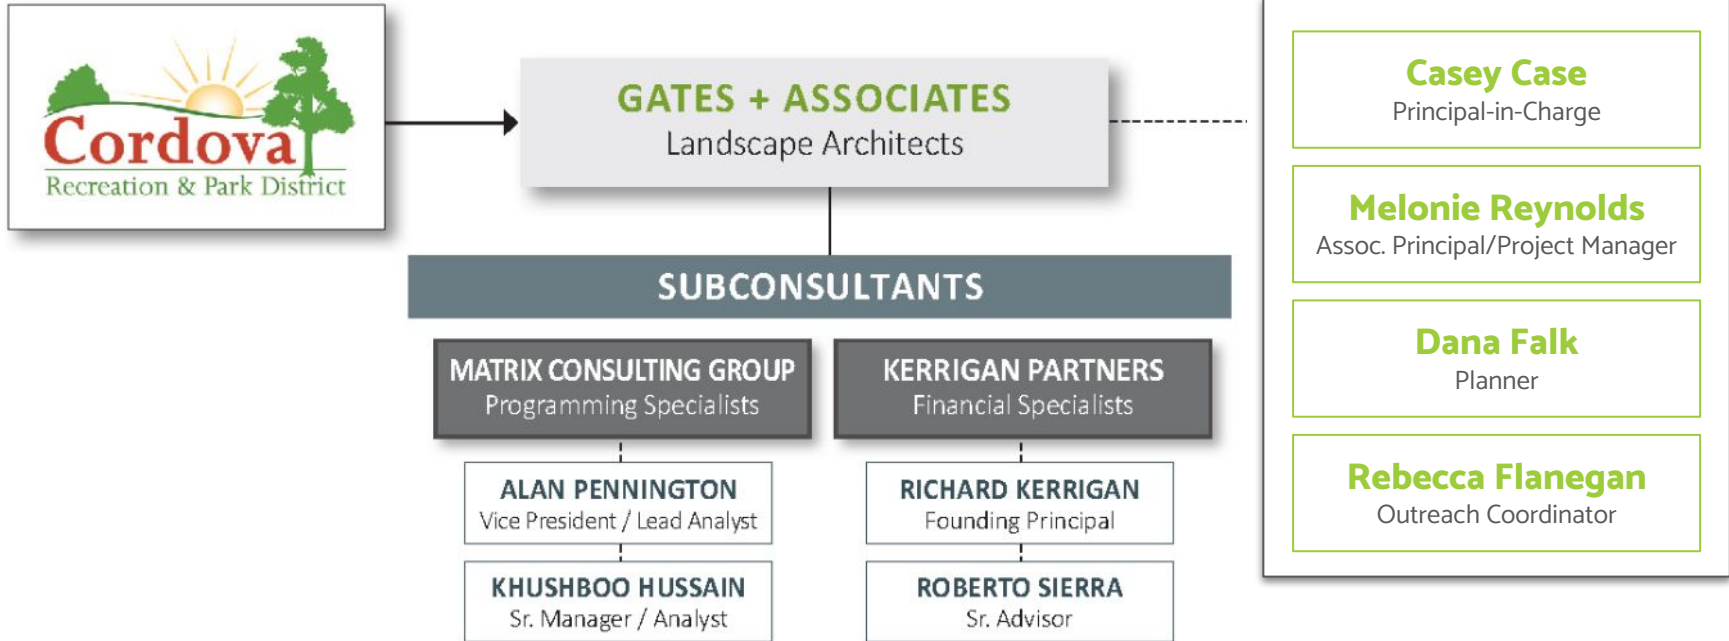 Cordova
Recreation & Park District
GATES + ASSOCIATES
Landscape Architects
SUBCONSULTANTS
MATRIX CONSULTING GROUP
Programming Specialists
ALAN PENNINGTON
Vice President / Lead Analyst
KHUSHBOO HUSSAIN
Sr. Manager / Analyst
KERRIGAN PARTNERS
Financial Specialists
RICHARD KERRIGAN
Founding Principal
ROBERTO SIERRA
Sr. Advisor
Casey Case
Principal-in-Charge
Melonie Reynolds
Assoc. Principal/Project Manager
Dana Falk
Planner
Rebecca Flanegan
Outreach Coordinator